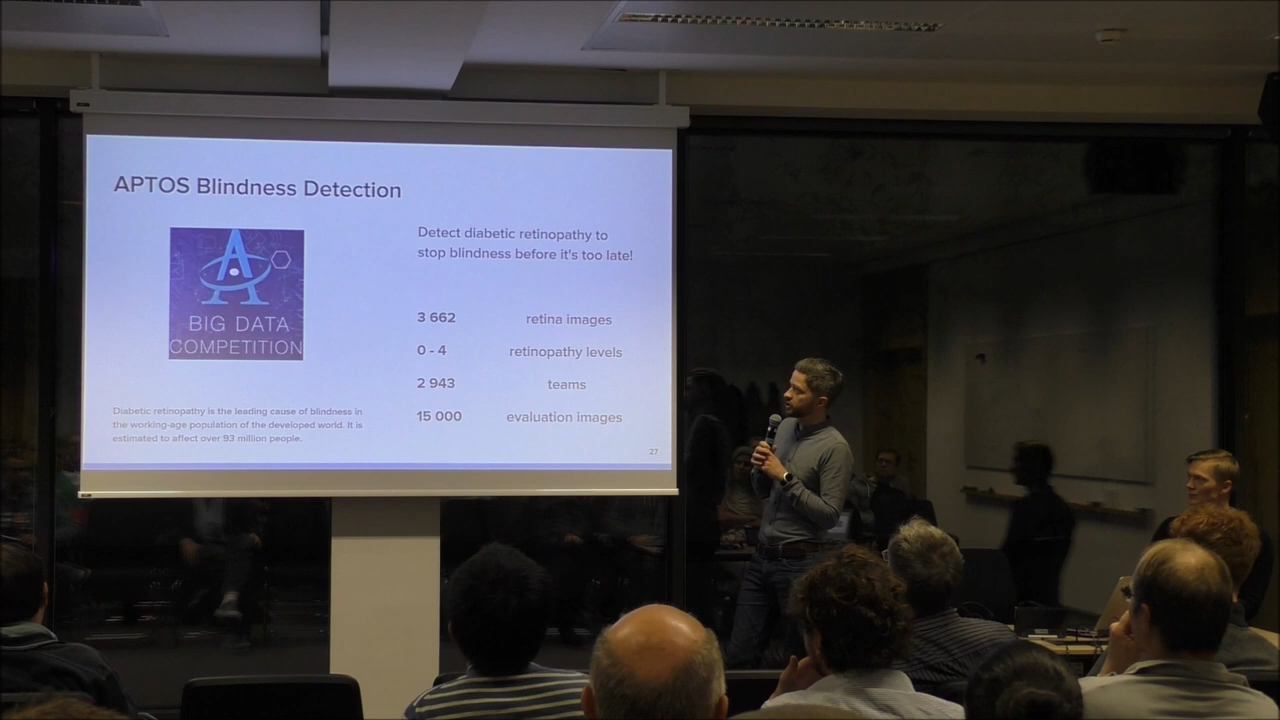 APTOS Blindness Detection
BIG DATA
COMPETITION
Detect diabetic retinopathy to
stop blindness before it's too late!
3 662 retina images
0 - 4 retinopathy levels
2 943 teams
15 000 evaluation images
Diabetic retinopathy is the leading cause of blindness in
the working-age population of the developed world. It is
estimated to affect over 93 million people.
27